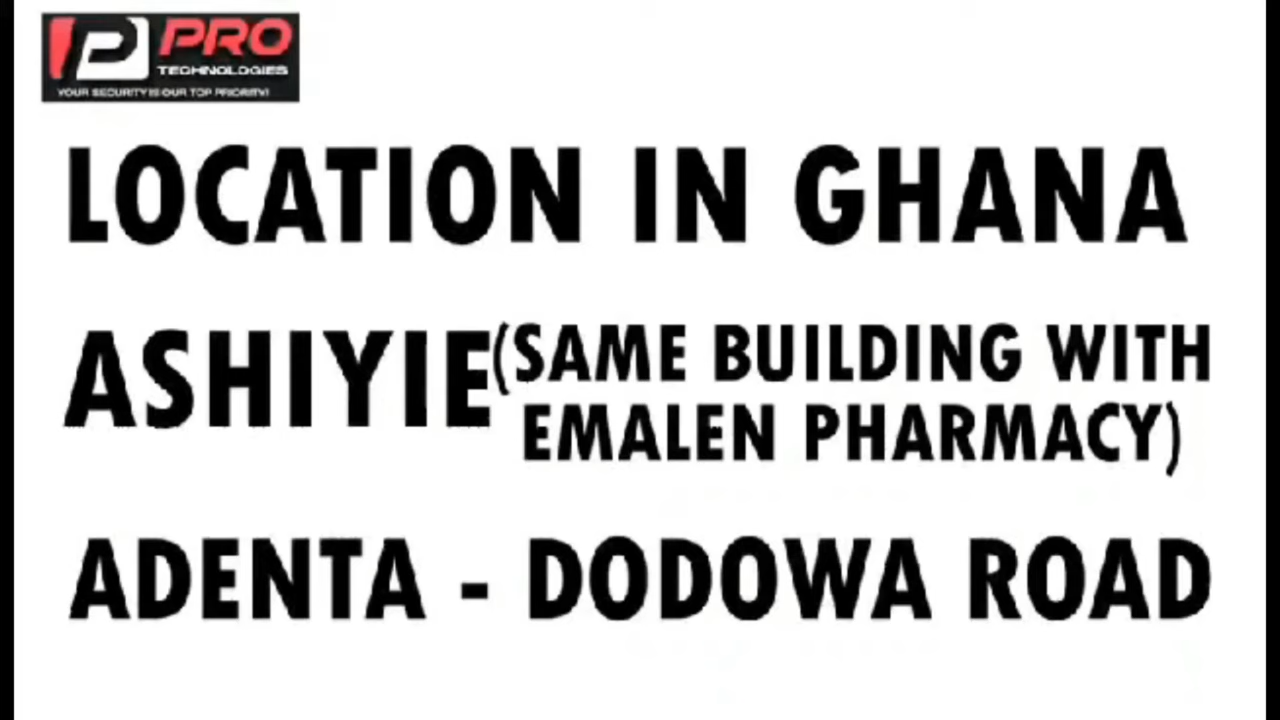 PRO
TECHNOLOGIES
YOUR SECURITY IS OUR TOP PRIORITY!
LOCATION IN GHANA
ASHIYIE (SAME BUILDING WITH
EMALEN PHARMACY)
ADENTA - DODOWA ROAD